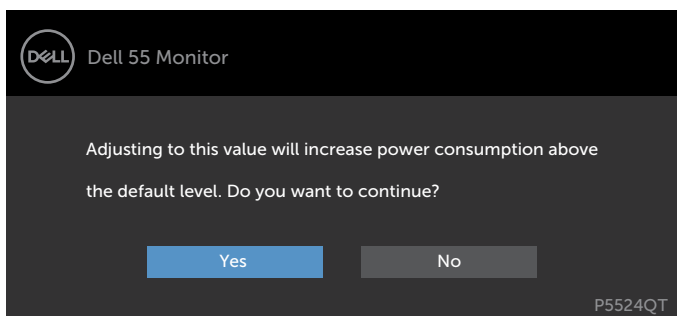 DELL Dell 55 Monitor
Adjusting to this value will increase power consumption above
the default level. Do you want to continue?
Yes No
P5524QT